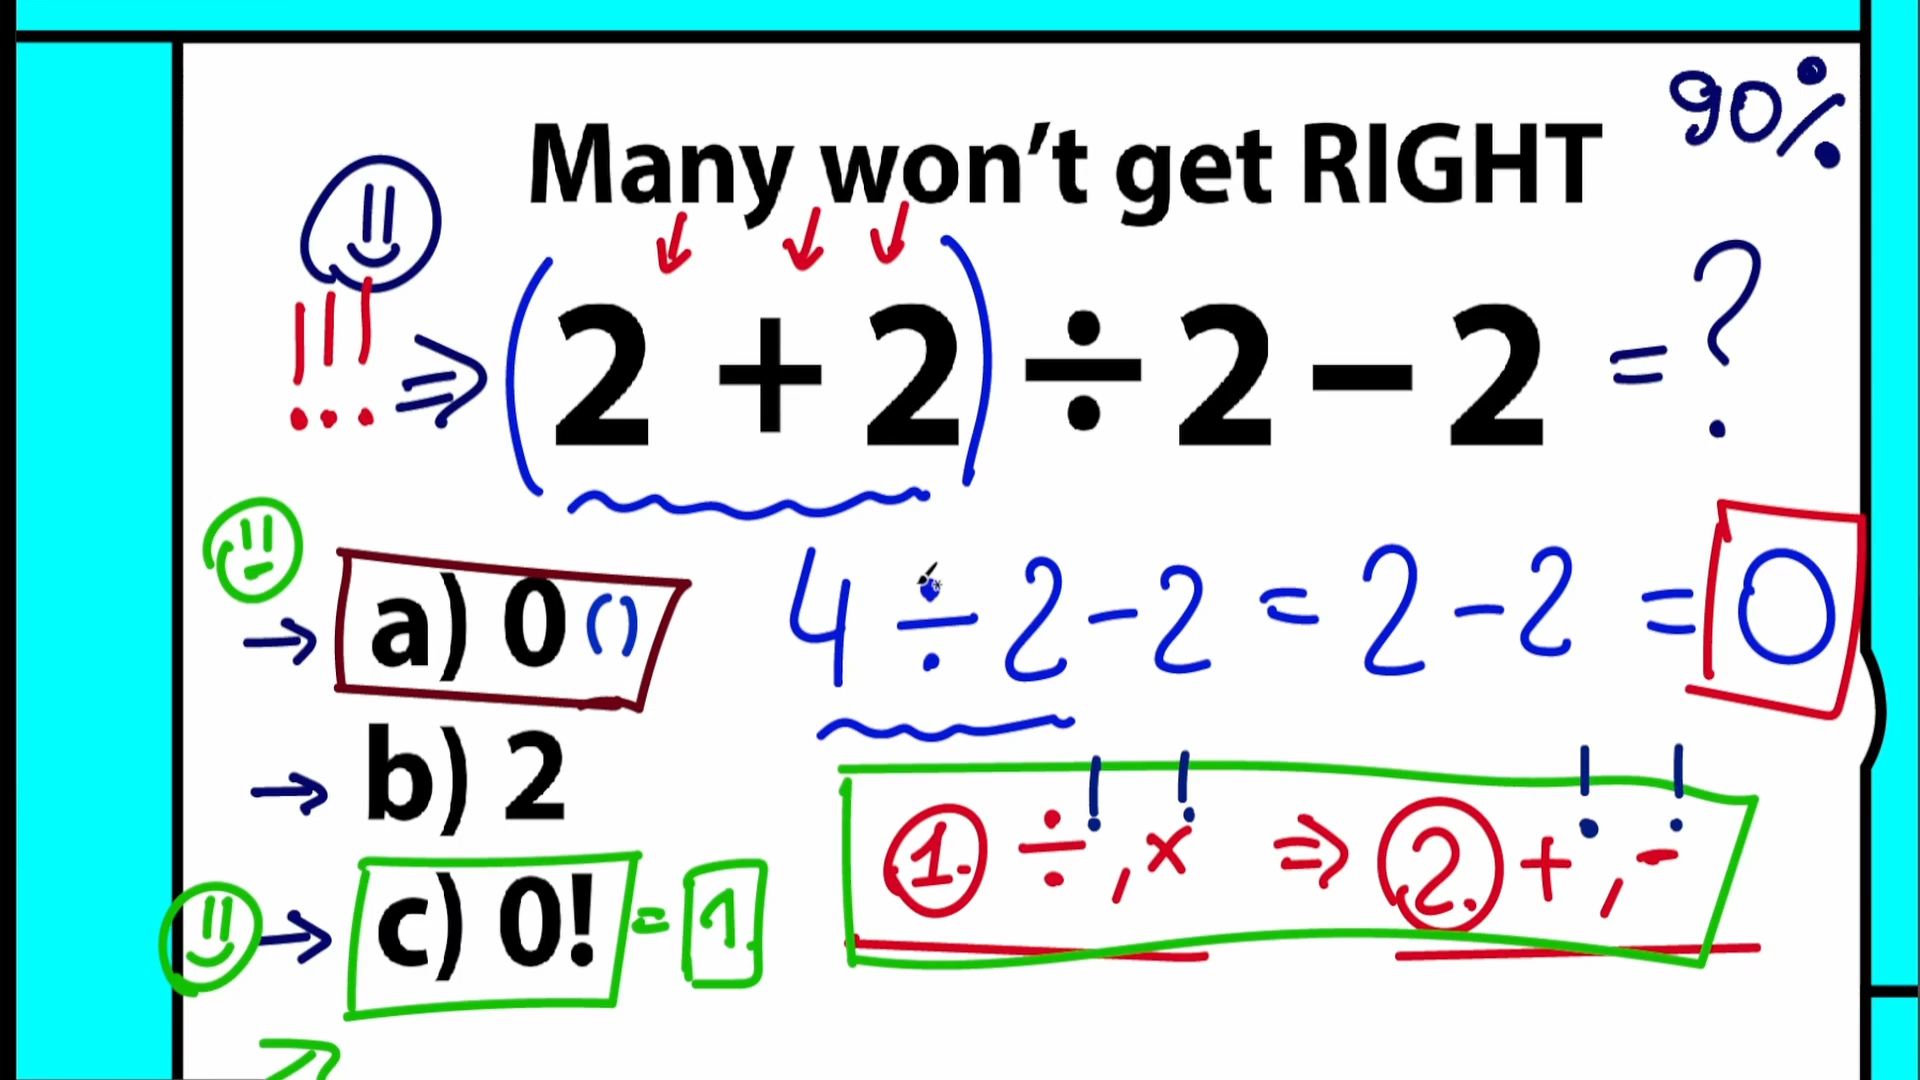 90%
Many won't get RIGHT
!!! ⇒ (2 + 2) ÷ 2 − 2 = ?
→ a) 0 ()
4 ÷ 2 - 2 = 2 - 2 = 0
→ b) 2
1. ÷, × ⇒ 2. +, - !!!!
→ c) 0! = 1